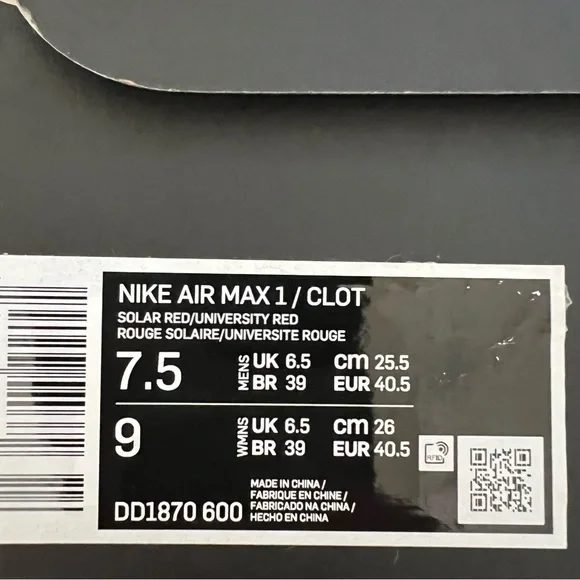 NIKE AIR MAX 1 / CLOT
SOLAR RED/UNIVERSITY RED
ROUGE SOLAIRE/UNIVERSITE ROUGE
7.5 MENS UK 6.5 cm 25.5
BR 39 EUR 40.5
9 WMNS UK 6.5 cm 26
BR 39 EUR 40.5
RFID
DD1870 600
MADE IN CHINA /
FABRIQUE EN CHINE /
FABRICADO NA CHINA /
HECHO EN CHINA